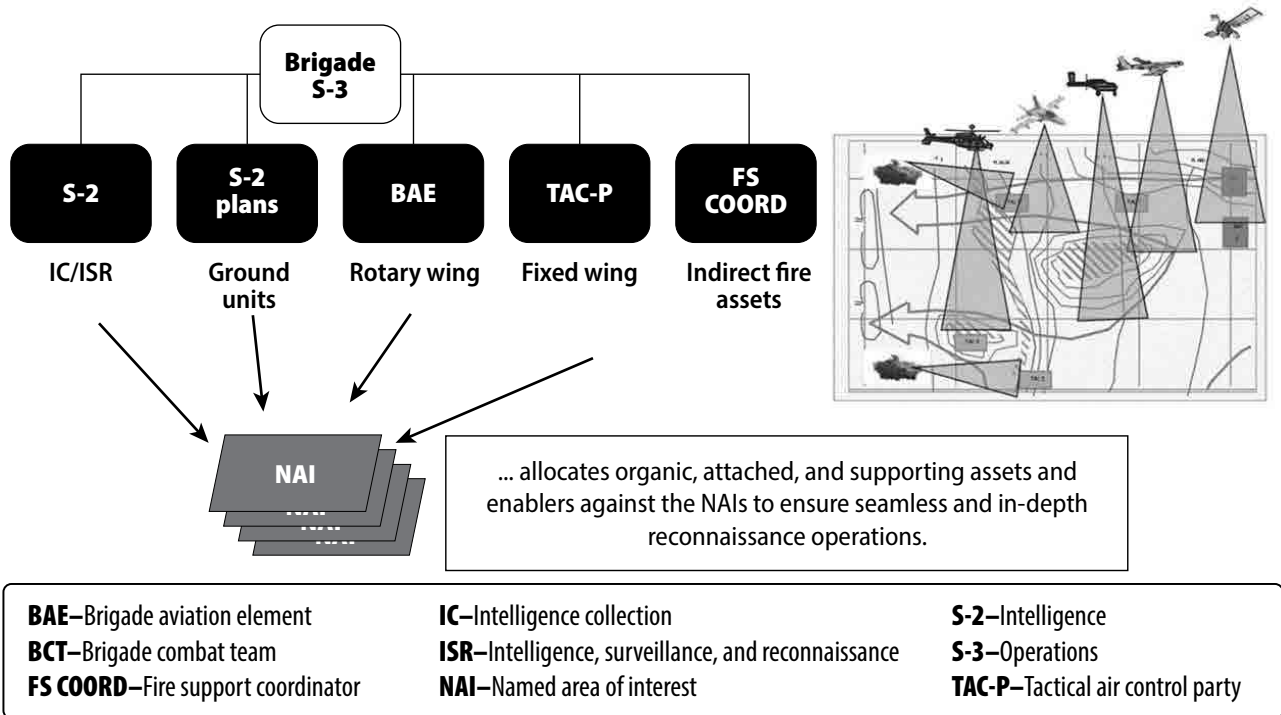 Brigade
S-3
S-2
S-2
plans
BAE
TAC-P
FS
COORD
IC/ISR
Ground
units
Rotary wing
Fixed wing
Indirect fire
assets
NAI
NAI
NAI
NAI
... allocates organic, attached, and supporting assets and
enablers against the NAIs to ensure seamless and in-depth
reconnaissance operations.
BAE–Brigade aviation element
BCT–Brigade combat team
FS COORD–Fire support coordinator
IC–Intelligence collection
ISR–Intelligence, surveillance, and reconnaissance
NAI–Named area of interest
S-2–Intelligence
S-3–Operations
TAC-P–Tactical air control party